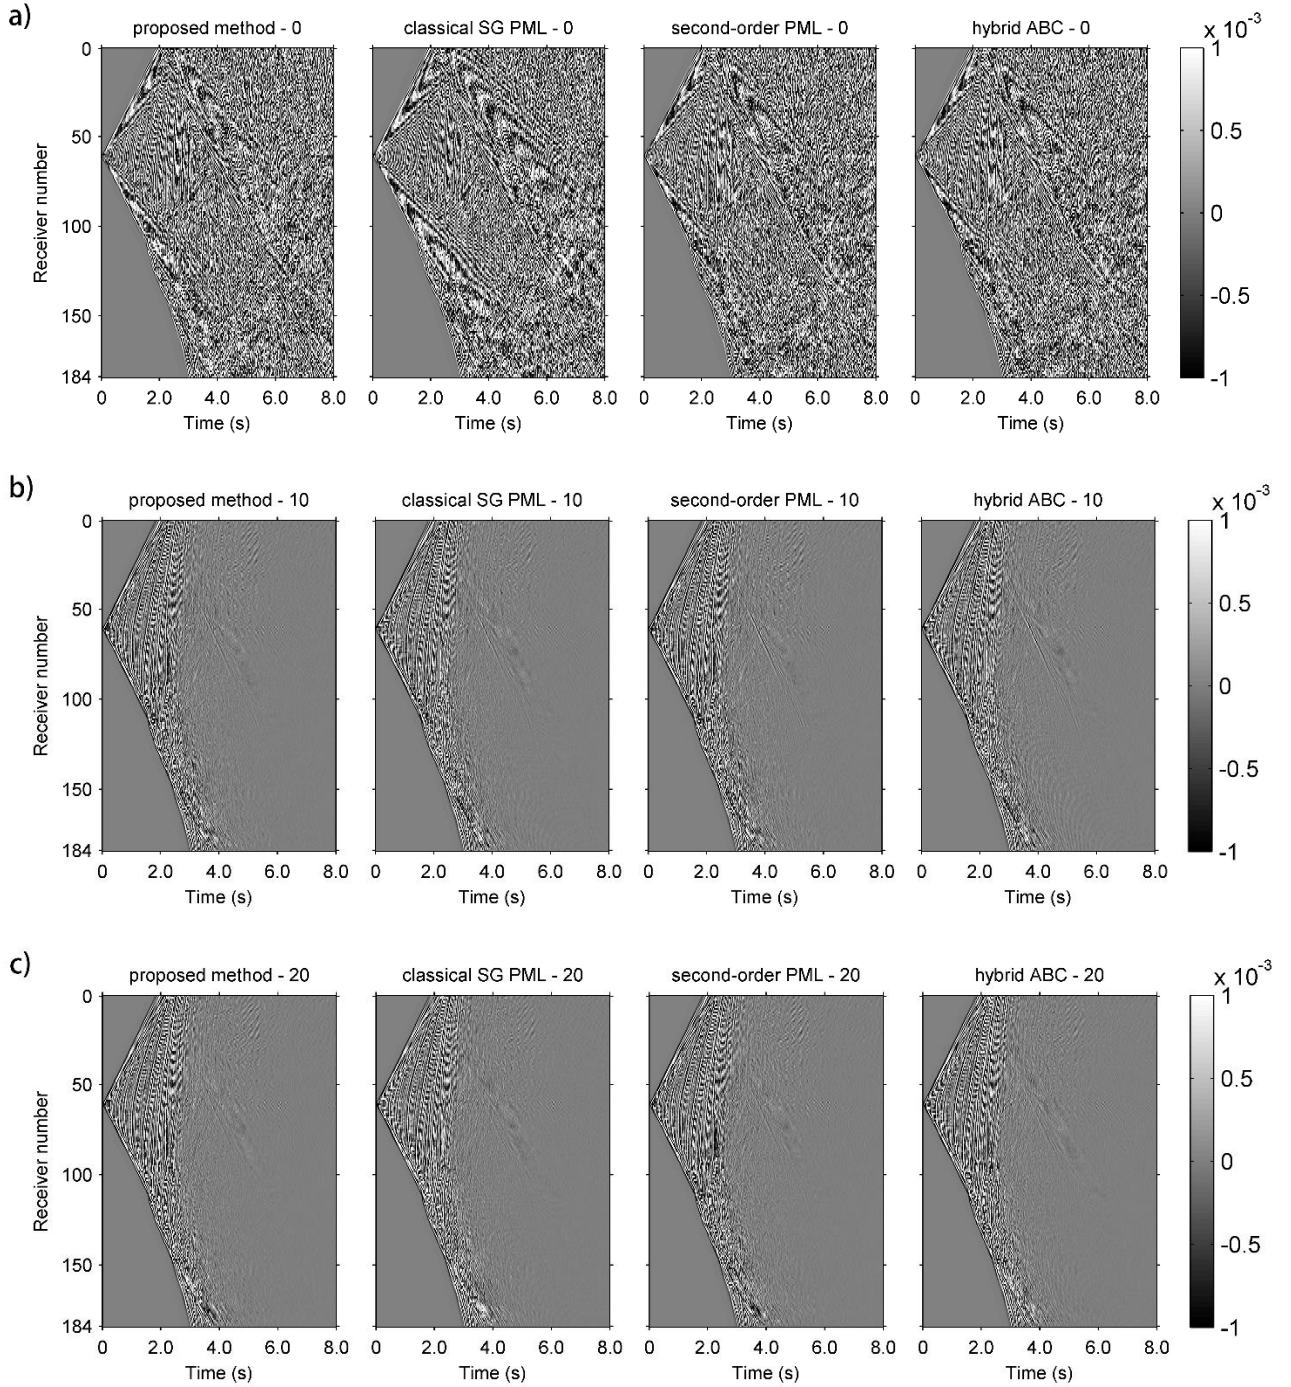 a)
proposed method - 0 classical SG PML - 0 second-order PML - 0 hybrid ABC - 0
x 10-3
0 1
50 0.5
100 0
150 -0.5
184 -1
Receiver number
0 2.0 4.0 6.0 8.0 0 2.0 4.0 6.0 8.0 0 2.0 4.0 6.0 8.0 0 2.0 4.0 6.0 8.0
Time (s) Time (s) Time (s) Time (s)
b)
proposed method - 10 classical SG PML - 10 second-order PML - 10 hybrid ABC - 10
x 10-3
0 1
50 0.5
100 0
150 -0.5
184 -1
Receiver number
0 2.0 4.0 6.0 8.0 0 2.0 4.0 6.0 8.0 0 2.0 4.0 6.0 8.0 0 2.0 4.0 6.0 8.0
Time (s) Time (s) Time (s) Time (s)
c)
proposed method - 20 classical SG PML - 20 second-order PML - 20 hybrid ABC - 20
x 10-3
0 1
50 0.5
100 0
150 -0.5
184 -1
Receiver number
0 2.0 4.0 6.0 8.0 0 2.0 4.0 6.0 8.0 0 2.0 4.0 6.0 8.0 0 2.0 4.0 6.0 8.0
Time (s) Time (s) Time (s) Time (s)